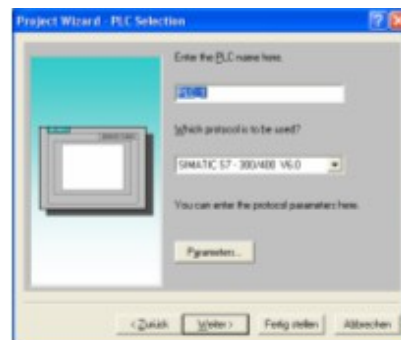 Project Wizard - PLC Selection
Enter the PLC name here.
PLC_1
Which protocol is to be used?
SIMATIC S7 - 300/400 V6.0
You can enter the protocol parameters here.
Parameters...
< Zurück
Weiter >
Fertig stellen
Abbrechen